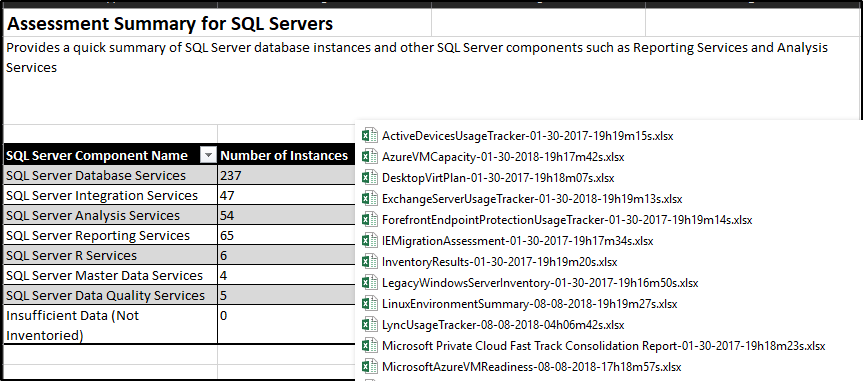 Assessment Summary for SQL Servers
Provides a quick summary of SQL Server database instances and other SQL Server components such as Reporting Services and Analysis
Services
SQL Server Component Name Number of Instances
SQL Server Database Services 237
SQL Server Integration Services 47
SQL Server Analysis Services 54
SQL Server Reporting Services 65
SQL Server R Services 6
SQL Server Master Data Services 4
SQL Server Data Quality Services 5
Insufficient Data (Not 0
Inventoried)
ActiveDevicesUsageTracker-01-30-2017-19h19m15s.xlsx
AzureVMCapacity-01-30-2018-19h17m42s.xlsx
DesktopVirtPlan-01-30-2017-19h18m07s.xlsx
ExchangeServerUsageTracker-01-30-2018-19h19m13s.xlsx
ForefrontEndpointProtectionUsageTracker-01-30-2017-19h19m14s.xlsx
IEMigrationAssessment-01-30-2017-19h17m34s.xlsx
InventoryResults-01-30-2017-19h19m20s.xlsx
LegacyWindowsServerInventory-01-30-2017-19h16m50s.xlsx
LinuxEnvironmentSummary-08-08-2018-19h19m27s.xlsx
LyncUsageTracker-08-08-2018-04h06m42s.xlsx
Microsoft Private Cloud Fast Track Consolidation Report-01-30-2017-19h18m23s.xlsx
MicrosoftAzureVMReadiness-08-08-2018-17h18m57s.xlsx